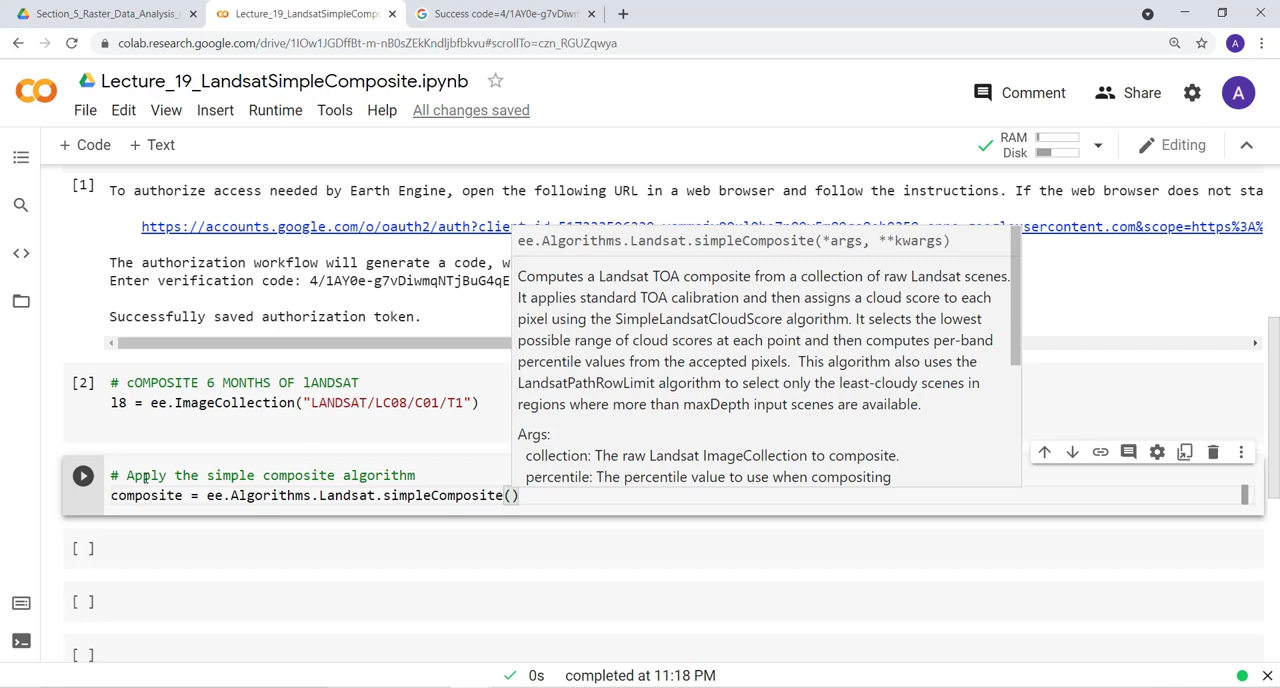 Section_5_Raster_Data_Analysis_
Lecture_19_LandsatSimpleCompo
Success code=4/1AY0e-g7vDiwn
colab.research.google.com/drive/1IOw1JGDffBt-m-nB0sZEkKndIjbfbkvu#scrollTo=czn_RGUZqwya
A
CO
Lecture_19_LandsatSimpleComposite.ipynb
Comment
Share
A
File Edit View Insert Runtime Tools Help All changes saved
+ Code + Text
RAM
Disk
Editing
[1] To authorize access needed by Earth Engine, open the following URL in a web browser and follow the instructions. If the web browser does not sta
ee.Algorithms.Landsat.simpleComposite(*args, **kwargs)
Computes a Landsat TOA composite from a collection of raw Landsat scenes.
It applies standard TOA calibration and then assigns a cloud score to each
pixel using the SimpleLandsatCloudScore algorithm. It selects the lowest
possible range of cloud scores at each point and then computes per-band
percentile values from the accepted pixels. This algorithm also uses the
LandsatPathRowLimit algorithm to select only the least-cloudy scenes in
regions where more than maxDepth input scenes are available.
Args:
collection: The raw Landsat ImageCollection to composite.
percentile: The percentile value to use when compositing
The authorization workflow will generate a code, w
Enter verification code: 4/1AY0e-g7vDiwmqNTjBuG4qE
Successfully saved authorization token.
[2] # cOMPOSITE 6 MONTHS OF lANDSAT
l8 = ee.ImageCollection("LANDSAT/LC08/C01/T1")
# Apply the simple composite algorithm
composite = ee.Algorithms.Landsat.simpleComposite()
[ ]
[ ]
[ ]
0s completed at 11:18 PM